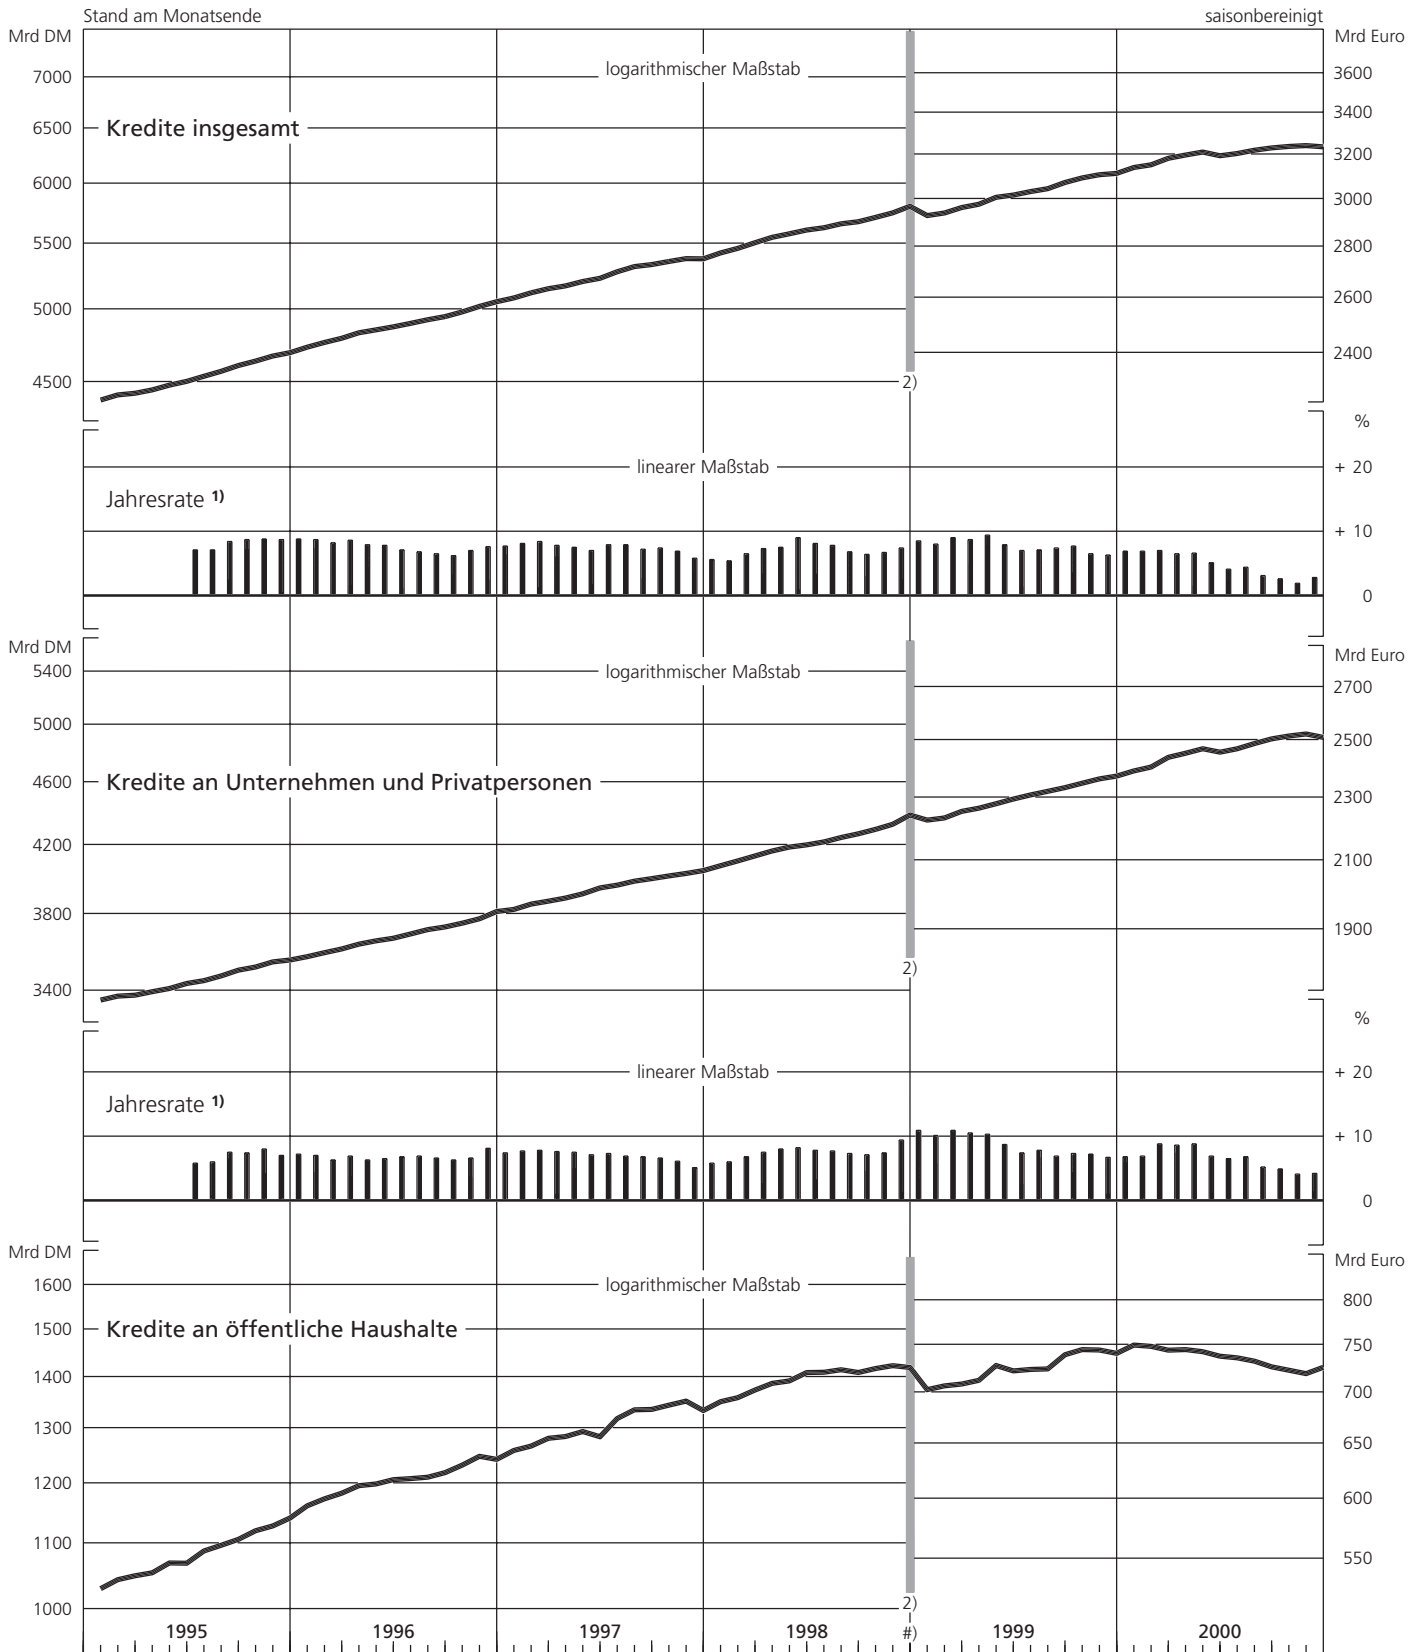 Stand am Monatsende
saisonbereinigt
Mrd DM
Mrd Euro
logarithmischer Maßstab
7000
3600
3400
6500
Kredite insgesamt
3200
6000
3000
5500
2800
2600
5000
2400
4500
2)
%
linearer Maßstab
+ 20
Jahresrate 1)
+ 10
0
Mrd DM
Mrd Euro
5400
logarithmischer Maßstab
2700
5000
2500
4600
Kredite an Unternehmen und Privatpersonen
2300
4200
2100
3800
1900
2)
3400
%
linearer Maßstab
+ 20
Jahresrate 1)
+ 10
0
Mrd DM
Mrd Euro
1600
logarithmischer Maßstab
800
1500
Kredite an öffentliche Haushalte
750
1400
700
1300
650
1200
600
1100
550
2)
1000
1995 1996 1997 1998 #) 1999 2000